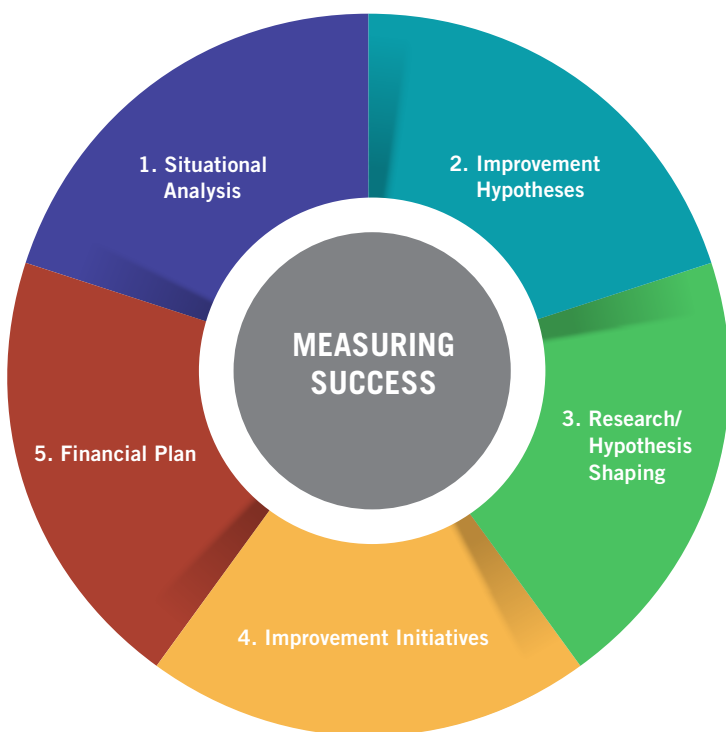 1. Situational
Analysis
2. Improvement
Hypotheses
MEASURING
SUCCESS
3. Research/
Hypothesis
Shaping
5. Financial Plan
4. Improvement Initiatives